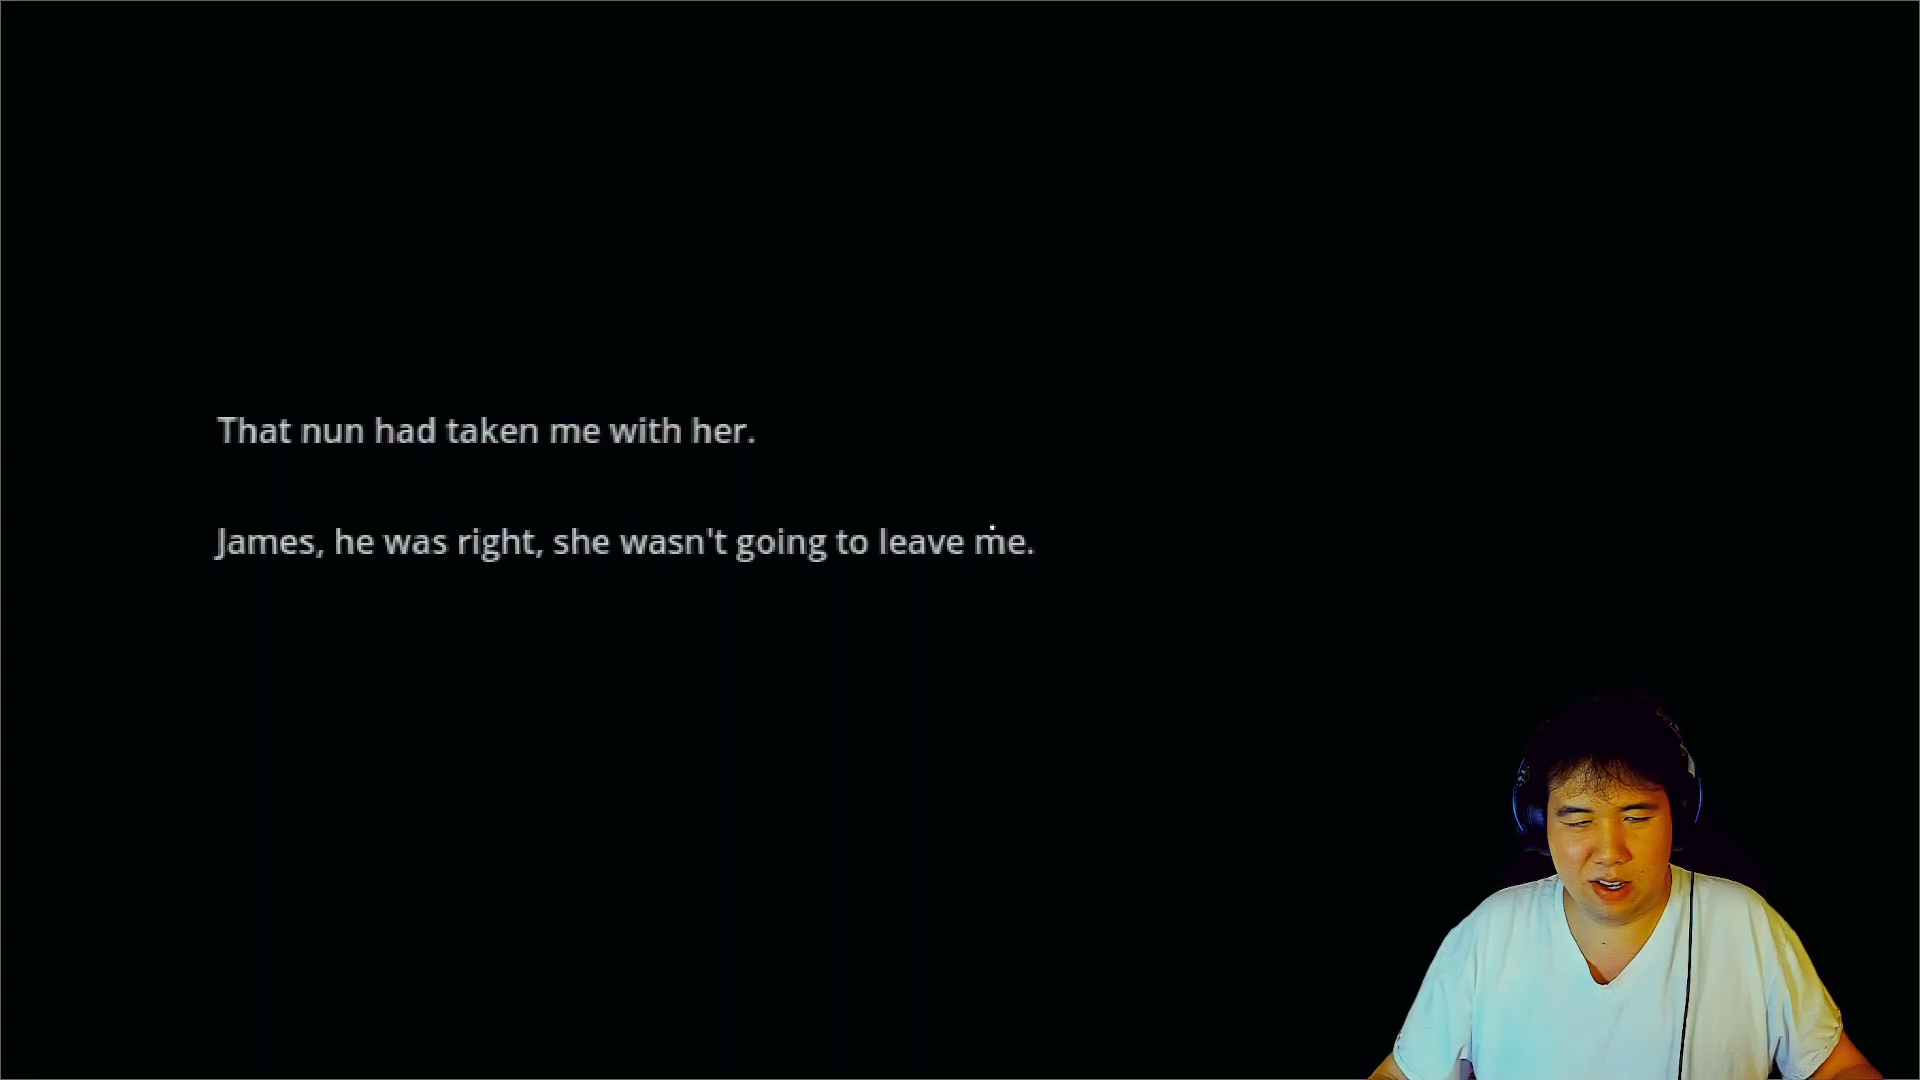 That nun had taken me with her.
James, he was right, she wasn't going to leave me.